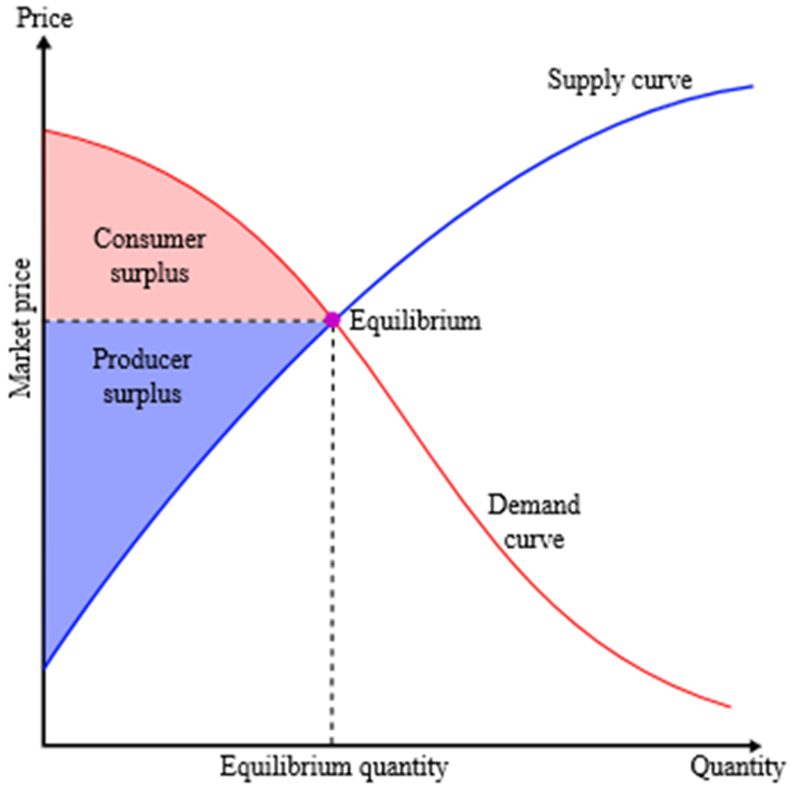 Price
Supply curve
Consumer
surplus
Market price
Equilibrium
Producer
surplus
Demand
curve
Equilibrium quantity
Quantity